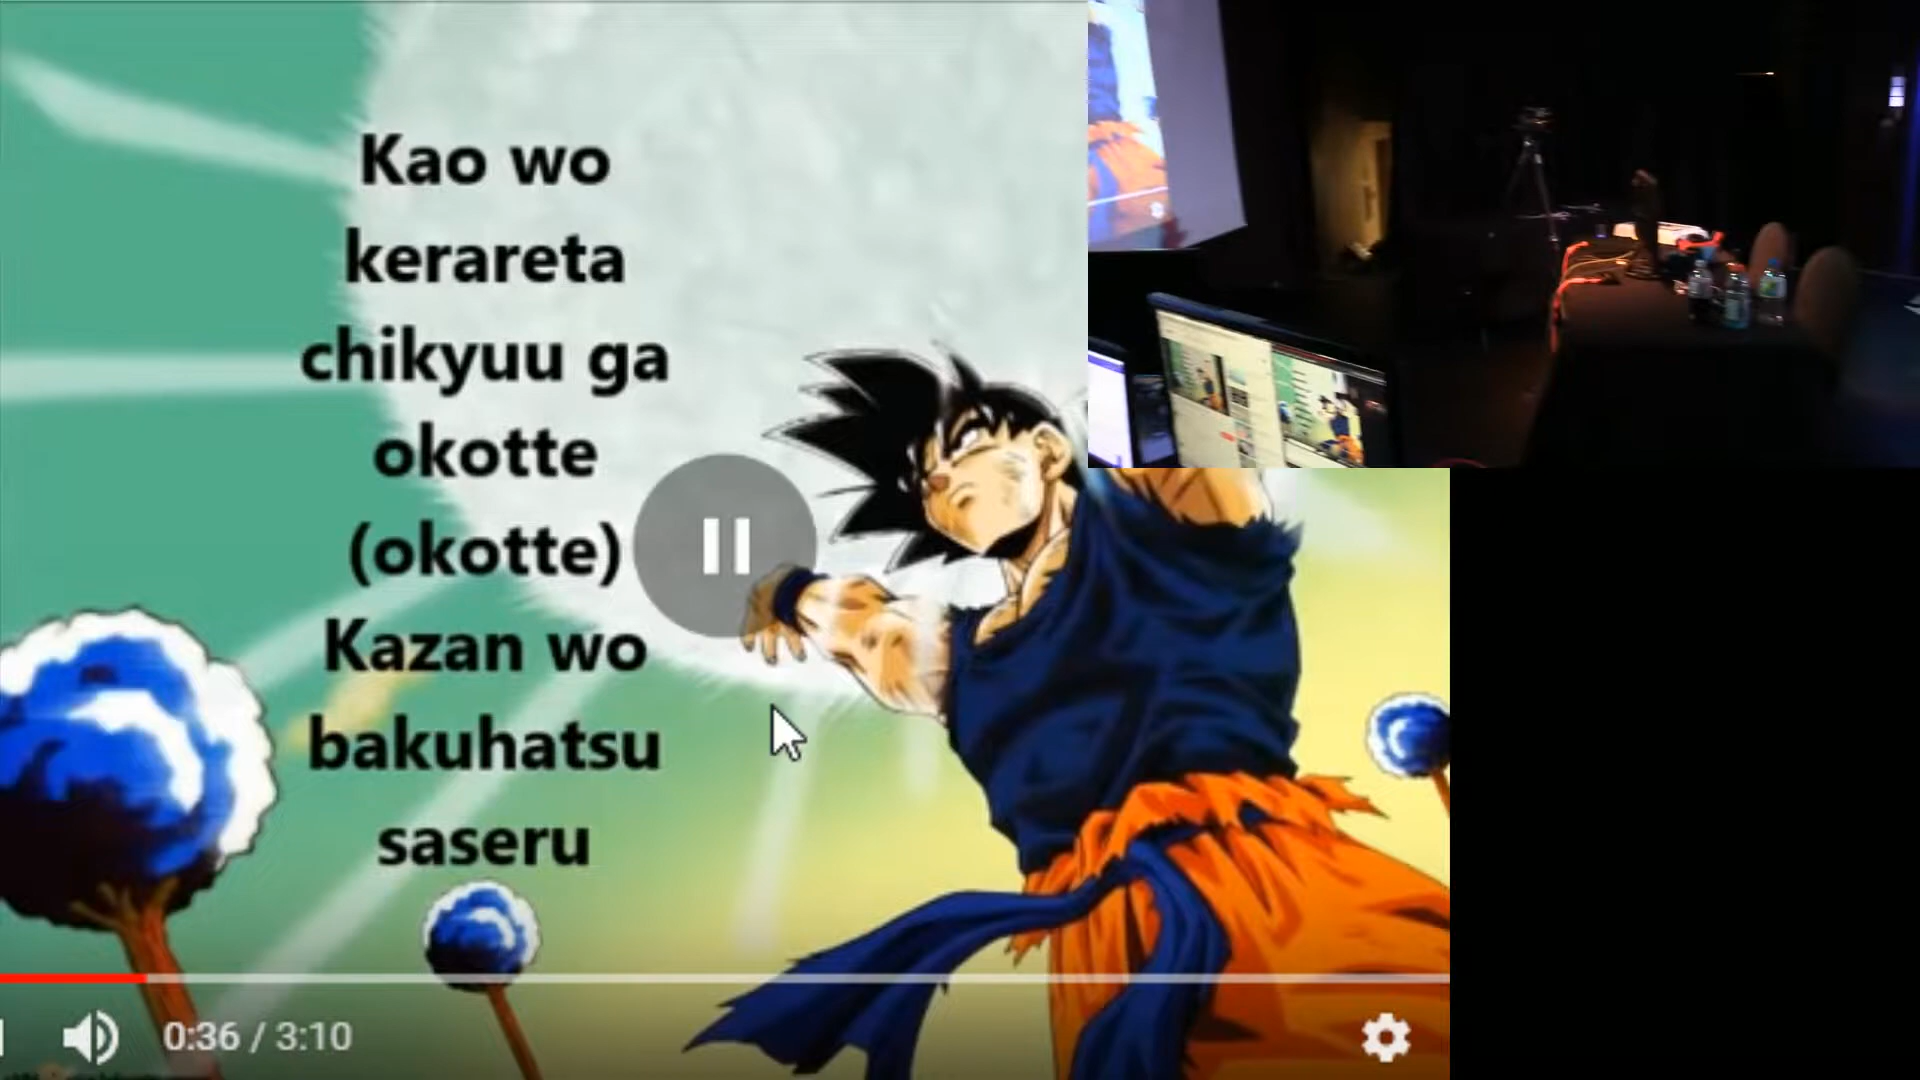 Kao wo
kerareta
chikyuu ga
okotte
(okotte)
Kazan wo
bakuhatsu
saseru
0:36 / 3:10